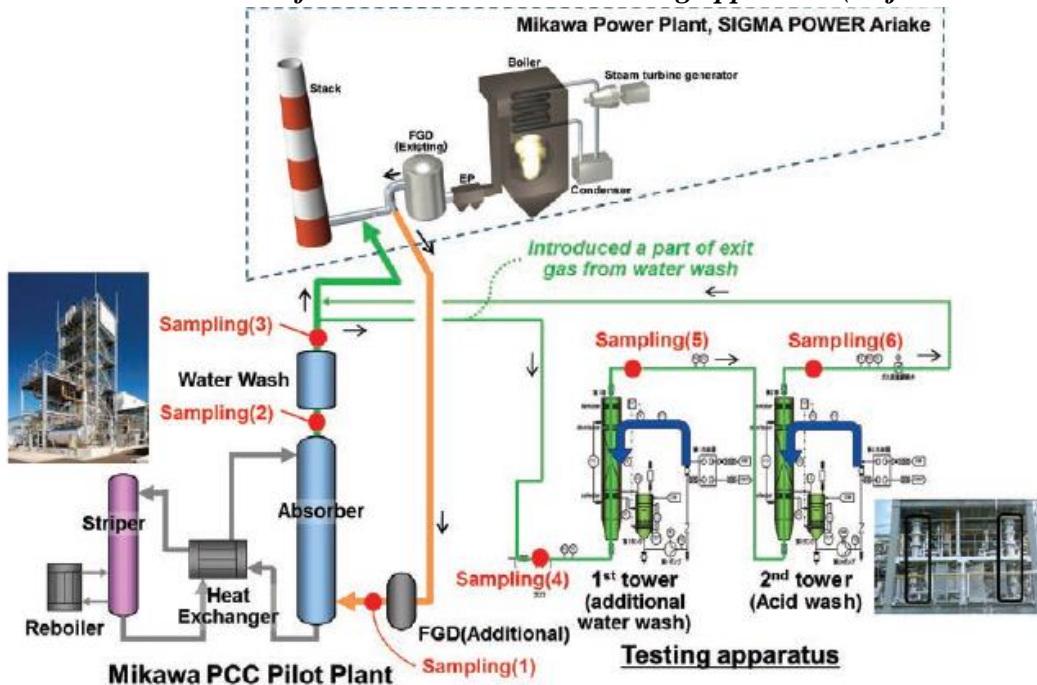 Mikawa Power Plant, SIGMA POWER Ariake
Boiler
Steam turbine generator
Stack
FGD
(Existing)
EP
Condenser
Introduced a part of exit
gas from water wash
Sampling(3)
Sampling(5)
Sampling(6)
Water Wash
Sampling(2)
Absorber
Striper
Heat
Exchanger
Reboiler
Sampling(4)
1st tower
(additional
water wash)
2nd tower
(Acid wash)
FGD(Additional)
Sampling(1)
Testing apparatus
Mikawa PCC Pilot Plant